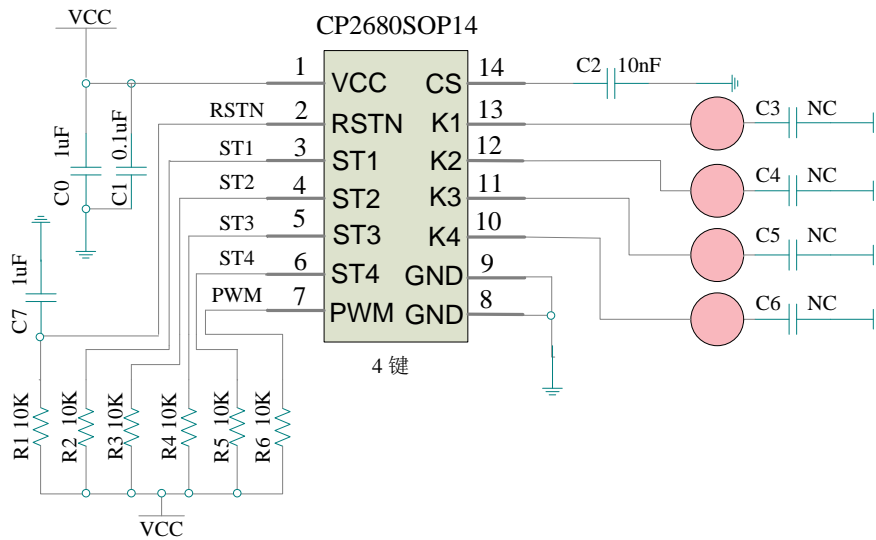 VCC
CP2680SOP14
1 VCC CS 14 C2 10nF
RSTN 2 RSTN K1 13 C3 NC
ST1 3 ST1 K2 12 C4 NC
ST2 4 ST2 K3 11 C5 NC
ST3 5 ST3 K4 10 C6 NC
ST4 6 ST4 GND 9
PWM 7 PWM GND 8
4 键
C0 1uF
C1 0.1uF
C7 1uF
R1 10K
R2 10K
R3 10K
R4 10K
R5 10K
R6 10K
VCC